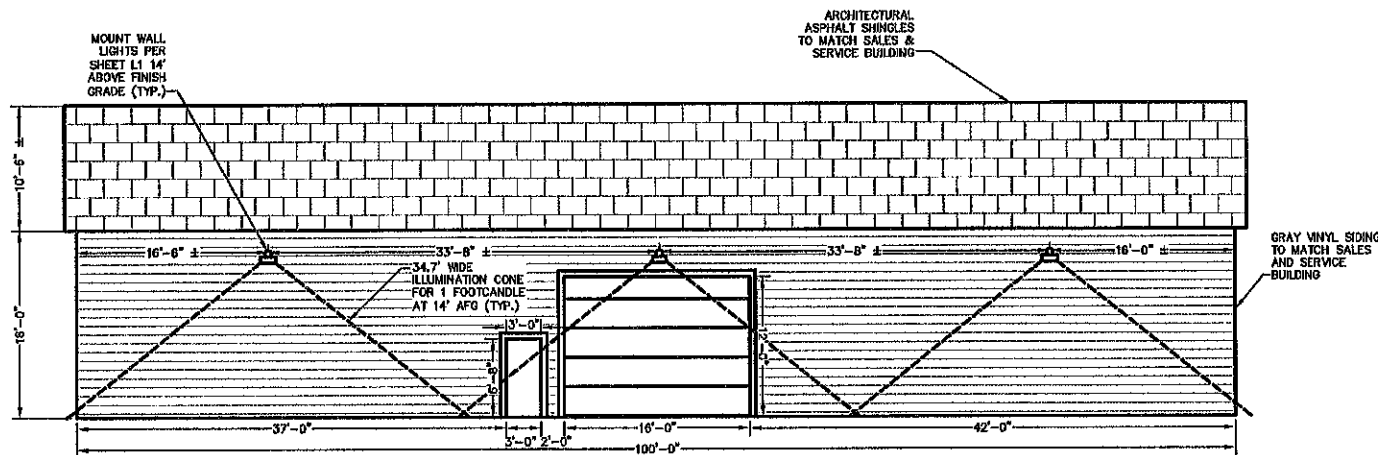 MOUNT WALL
LIGHTS PER
SHEET L1 14'
ABOVE FINISH
GRADE (TYP.)
ARCHITECTURAL
ASPHALT SHINGLES
TO MATCH SALES &
SERVICE BUILDING
10'-6" ±
18'-0"
16'-6" ±
33'-8" ±
33'-8" ±
16'-0" ±
34.7' WIDE
ILLUMINATION CONE
FOR 1 FOOTCANDLE
AT 14' AFG (TYP.)
GRAY VINYL SIDING
TO MATCH SALES
AND SERVICE
BUILDING
3'-0"
6'-8"
12'-0"
37'-0"
3'-0"
2'-0"
16'-0"
42'-0"
100'-0"